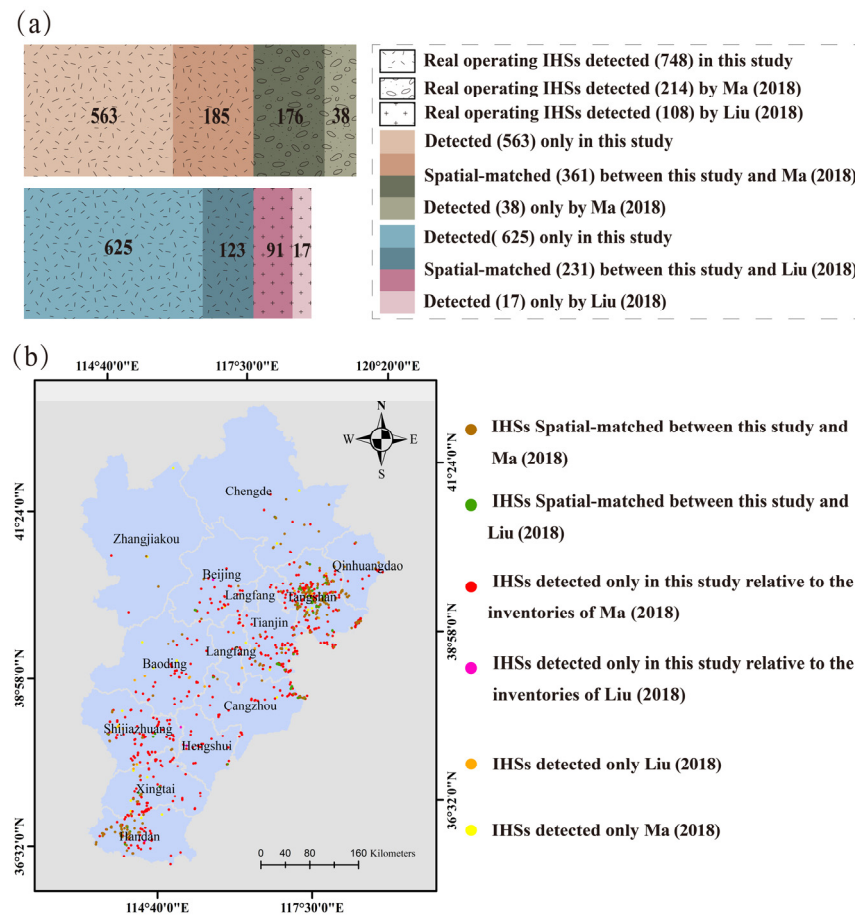 (a)
563 185 176 38
625 123 91 17
Real operating IHSs detected (748) in this study
Real operating IHSs detected (214) by Ma (2018)
Real operating IHSs detected (108) by Liu (2018)
Detected (563) only in this study
Spatial-matched (361) between this study and Ma (2018)
Detected (38) only by Ma (2018)
Detected( 625) only in this study
Spatial-matched (231) between this study and Liu (2018)
Detected (17) only by Liu (2018)
(b)
114°40'0"E 117°30'0"E 120°20'0"E
N
W E
S
41°24'0"N
38°58'0"N
36°32'0"N
41°24'0"N
38°58'0"N
36°32'0"N
Chengde
Zhangjiakou
Qinhuangdao
Beijing
Langfang Tangshan
Tianjin
Langfang
Baoding
Cangzhou
Shijiazhuang
Hengshui
Xingtai
Handan
0 40 80 160 Kilometers
114°40'0"E 117°30'0"E
IHSs Spatial-matched between this study and
Ma (2018)
IHSs Spatial-matched between this study and
Liu (2018)
IHSs detected only in this study relative to the
inventories of Ma (2018)
IHSs detected only in this study relative to the
inventories of Liu (2018)
IHSs detected only Liu (2018)
IHSs detected only Ma (2018)